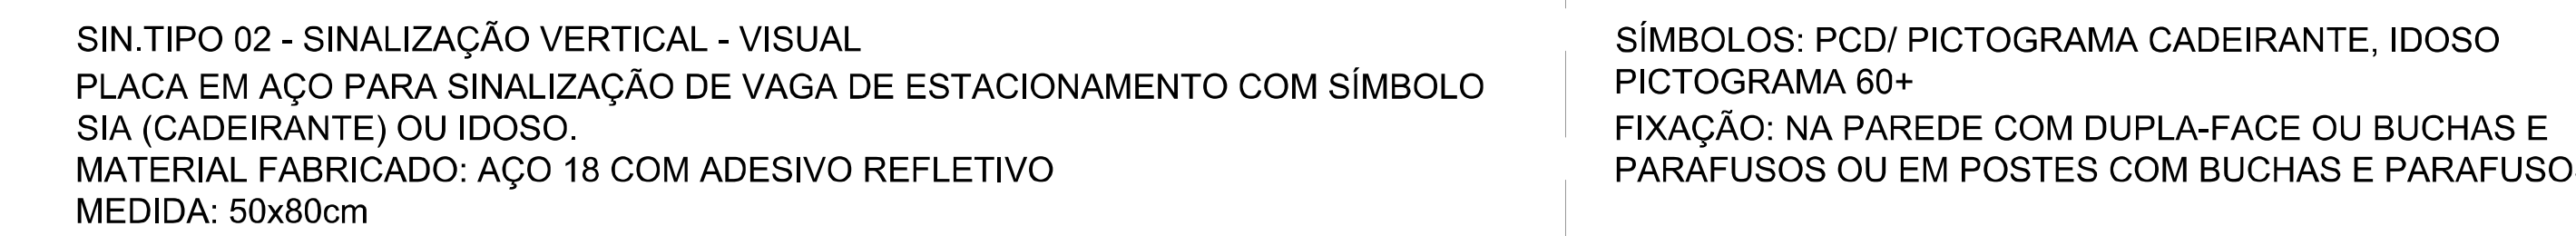 SIN.TIPO 02 - SINALIZAÇÃO VERTICAL - VISUAL
PLACA EM AÇO PARA SINALIZAÇÃO DE VAGA DE ESTACIONAMENTO COM SÍMBOLO
SIA (CADEIRANTE) OU IDOSO.
MATERIAL FABRICADO: AÇO 18 COM ADESIVO REFLETIVO
MEDIDA: 50x80cm
SÍMBOLOS: PCD/ PICTOGRAMA CADEIRANTE, IDOSO
PICTOGRAMA 60+
FIXAÇÃO: NA PAREDE COM DUPLA-FACE OU BUCHAS E
PARAFUSOS OU EM POSTES COM BUCHAS E PARAFUSO